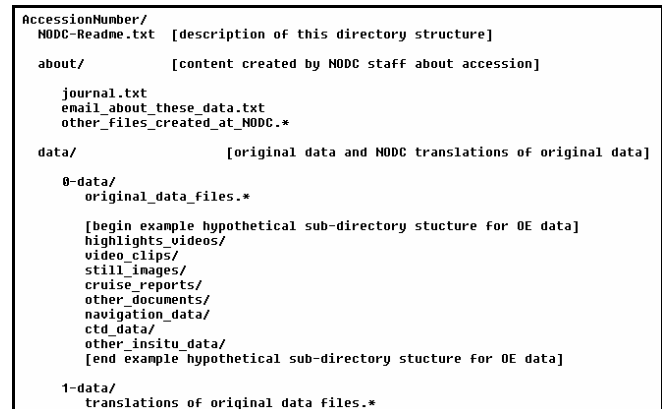 AccessionNumber/
NODC-Readme.txt [description of this directory structure]
about/ [content created by NODC staff about accession]
journal.txt
email_about_these_data.txt
other_files_created_at_NODC.*
data/ [original data and NODC translations of original data]
0-data/
original_data_files.*
[begin example hypothetical sub-directory stucture for OE data]
highlights_videos/
video_clips/
still_images/
cruise_reports/
other_documents/
navigation_data/
ctd_data/
other_insitu_data/
[end example hypothetical sub-directory stucture for OE data]
1-data/
translations of original data files.*